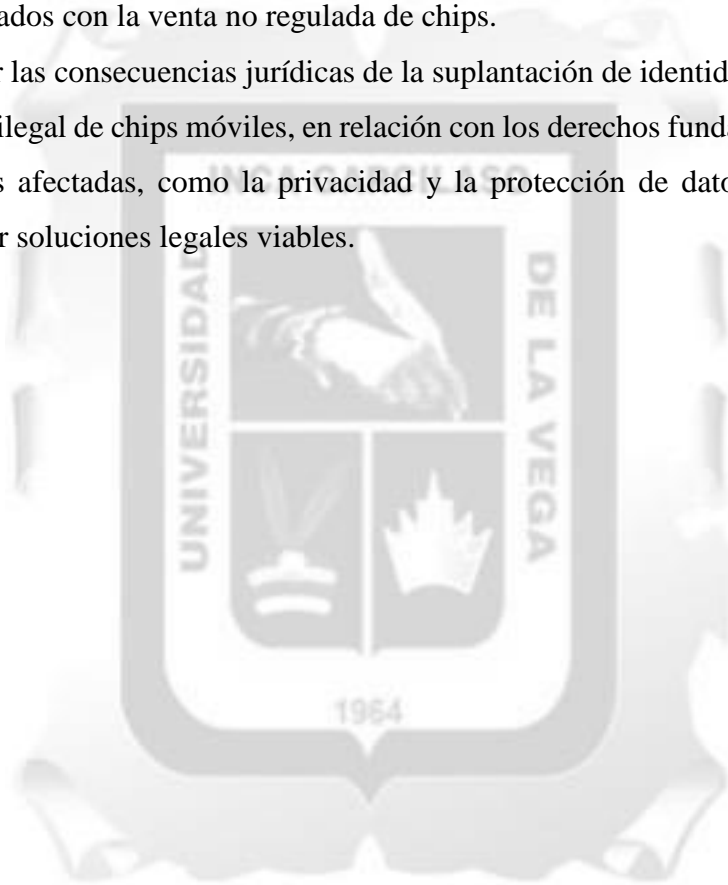 ados con la venta no regulada de chips.
r las consecuencias jurídicas de la suplantación de identid
ilegal de chips móviles, en relación con los derechos funda
s afectadas, como la privacidad y la protección de dato
r soluciones legales viables.
INCA GARCILASO
UNIVERSIDAD
DE LA VEGA
1964